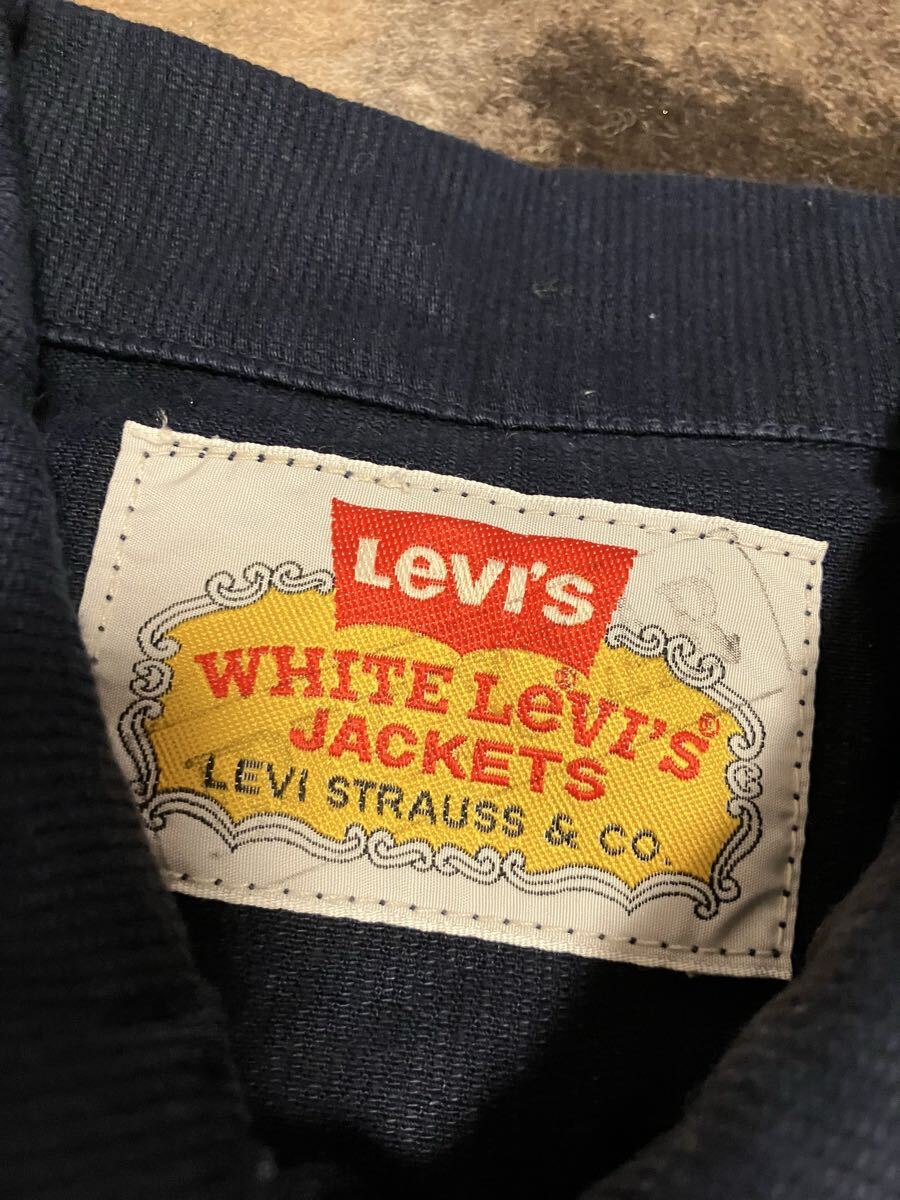 Levi's
®
WHITE LeVI'S®
JACKETS
LEVI STRAUSS & CO.